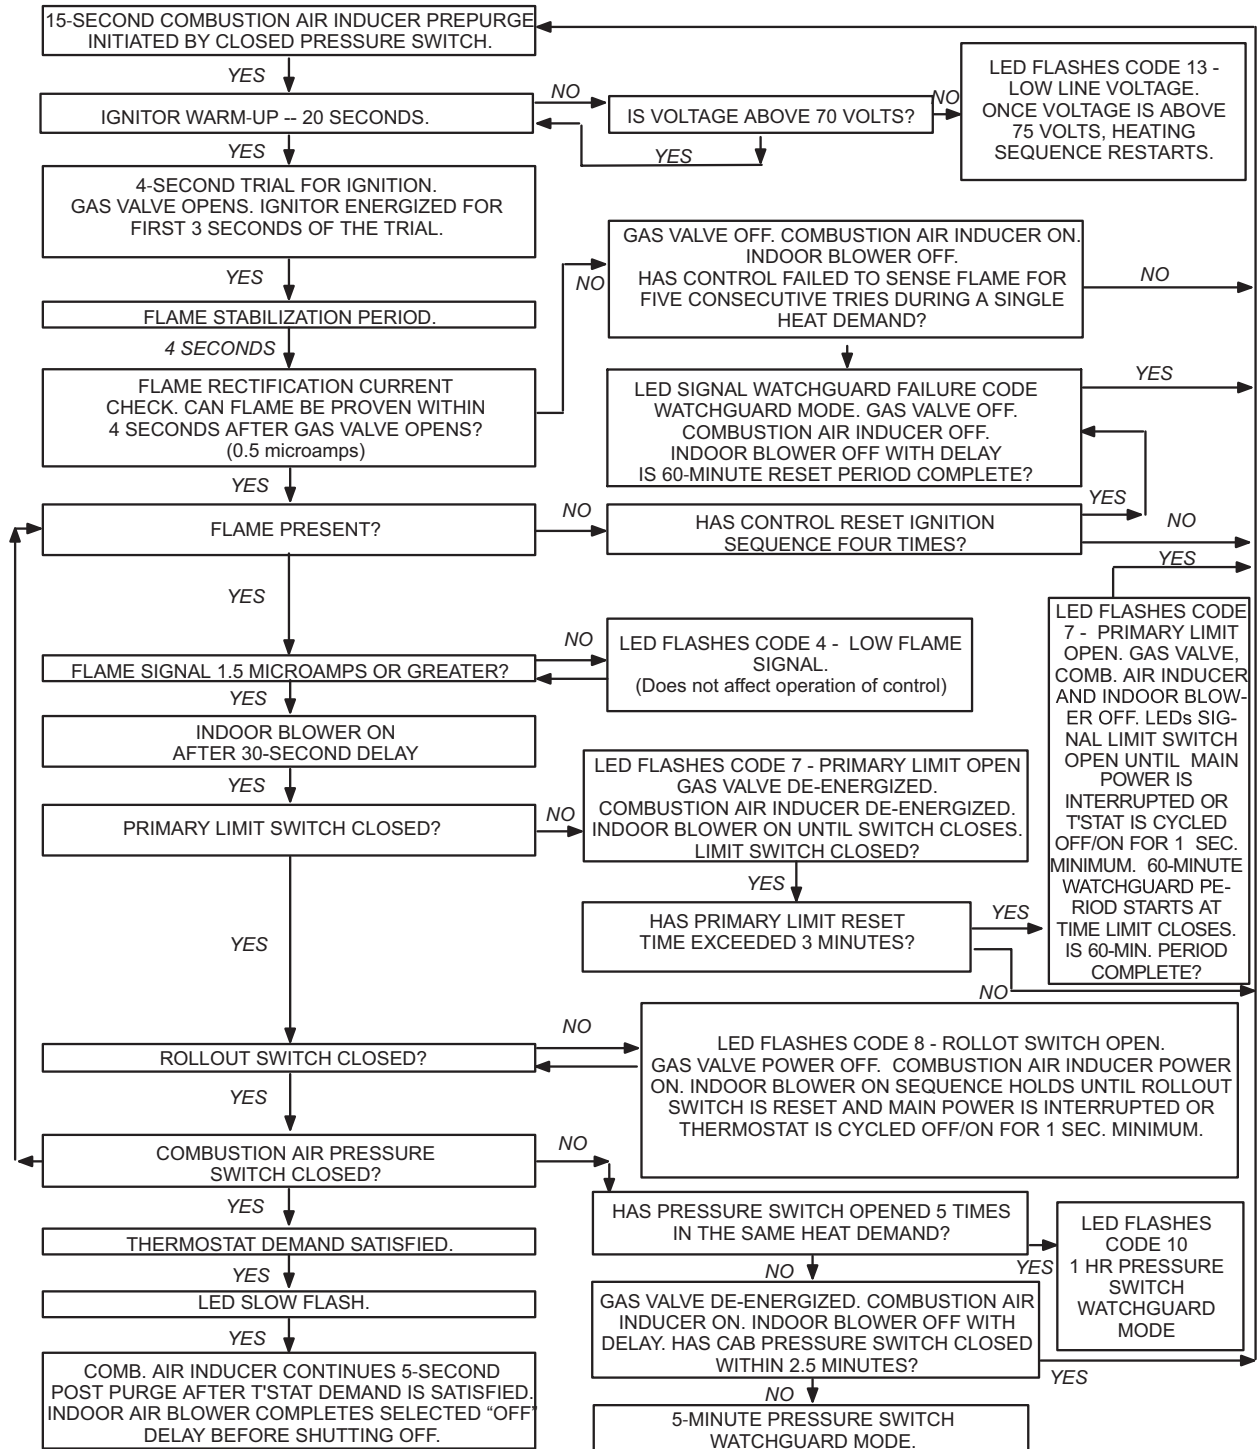 15-SECOND COMBUSTION AIR INDUCER PREPURGE
INITIATED BY CLOSED PRESSURE SWITCH.
YES
IGNITOR WARM-UP -- 20 SECONDS.
NO
IS VOLTAGE ABOVE 70 VOLTS?
NO
YES
LED FLASHES CODE 13 -
LOW LINE VOLTAGE.
ONCE VOLTAGE IS ABOVE
75 VOLTS, HEATING
SEQUENCE RESTARTS.
YES
4-SECOND TRIAL FOR IGNITION.
GAS VALVE OPENS. IGNITOR ENERGIZED FOR
FIRST 3 SECONDS OF THE TRIAL.
YES
FLAME STABILIZATION PERIOD.
4 SECONDS
FLAME RECTIFICATION CURRENT
CHECK. CAN FLAME BE PROVEN WITHIN
4 SECONDS AFTER GAS VALVE OPENS?
(0.5 microamps)
NO
GAS VALVE OFF. COMBUSTION AIR INDUCER ON.
INDOOR BLOWER OFF.
HAS CONTROL FAILED TO SENSE FLAME FOR
FIVE CONSECUTIVE TRIES DURING A SINGLE
HEAT DEMAND?
NO
LED SIGNAL WATCHGUARD FAILURE CODE
WATCHGUARD MODE. GAS VALVE OFF.
COMBUSTION AIR INDUCER OFF.
INDOOR BLOWER OFF WITH DELAY
IS 60-MINUTE RESET PERIOD COMPLETE?
YES
YES
FLAME PRESENT?
NO
HAS CONTROL RESET IGNITION
SEQUENCE FOUR TIMES?
YES
NO
YES
FLAME SIGNAL 1.5 MICROAMPS OR GREATER?
NO
LED FLASHES CODE 4 - LOW FLAME
SIGNAL.
(Does not affect operation of control)
YES
INDOOR BLOWER ON
AFTER 30-SECOND DELAY
YES
PRIMARY LIMIT SWITCH CLOSED?
NO
LED FLASHES CODE 7 - PRIMARY LIMIT OPEN
GAS VALVE DE-ENERGIZED.
COMBUSTION AIR INDUCER DE-ENERGIZED.
INDOOR BLOWER ON UNTIL SWITCH CLOSES.
LIMIT SWITCH CLOSED?
YES
HAS PRIMARY LIMIT RESET
TIME EXCEEDED 3 MINUTES?
YES
NO
YES
LED FLASHES CODE
7 - PRIMARY LIMIT
OPEN. GAS VALVE,
COMB. AIR INDUCER
AND INDOOR BLOW-
ER OFF. LEDs SIG-
NAL LIMIT SWITCH
OPEN UNTIL MAIN
POWER IS
INTERRUPTED OR
T'STAT IS CYCLED
OFF/ON FOR 1 SEC.
MINIMUM. 60-MINUTE
WATCHGUARD PE-
RIOD STARTS AT
TIME LIMIT CLOSES.
IS 60-MIN. PERIOD
COMPLETE?
YES
ROLLOUT SWITCH CLOSED?
NO
LED FLASHES CODE 8 - ROLLOT SWITCH OPEN.
GAS VALVE POWER OFF. COMBUSTION AIR INDUCER POWER
ON. INDOOR BLOWER ON SEQUENCE HOLDS UNTIL ROLLOUT
SWITCH IS RESET AND MAIN POWER IS INTERRUPTED OR
THERMOSTAT IS CYCLED OFF/ON FOR 1 SEC. MINIMUM.
YES
COMBUSTION AIR PRESSURE
SWITCH CLOSED?
NO
HAS PRESSURE SWITCH OPENED 5 TIMES
IN THE SAME HEAT DEMAND?
YES
LED FLASHES
CODE 10
1 HR PRESSURE
SWITCH
WATCHGUARD
MODE
NO
GAS VALVE DE-ENERGIZED. COMBUSTION AIR
INDUCER ON. INDOOR BLOWER OFF WITH
DELAY. HAS CAB PRESSURE SWITCH CLOSED
WITHIN 2.5 MINUTES?
YES
NO
5-MINUTE PRESSURE SWITCH
WATCHGUARD MODE.
YES
THERMOSTAT DEMAND SATISFIED.
YES
LED SLOW FLASH.
YES
COMB. AIR INDUCER CONTINUES 5-SECOND
POST PURGE AFTER T'STAT DEMAND IS SATISFIED.
INDOOR AIR BLOWER COMPLETES SELECTED “OFF”
DELAY BEFORE SHUTTING OFF.